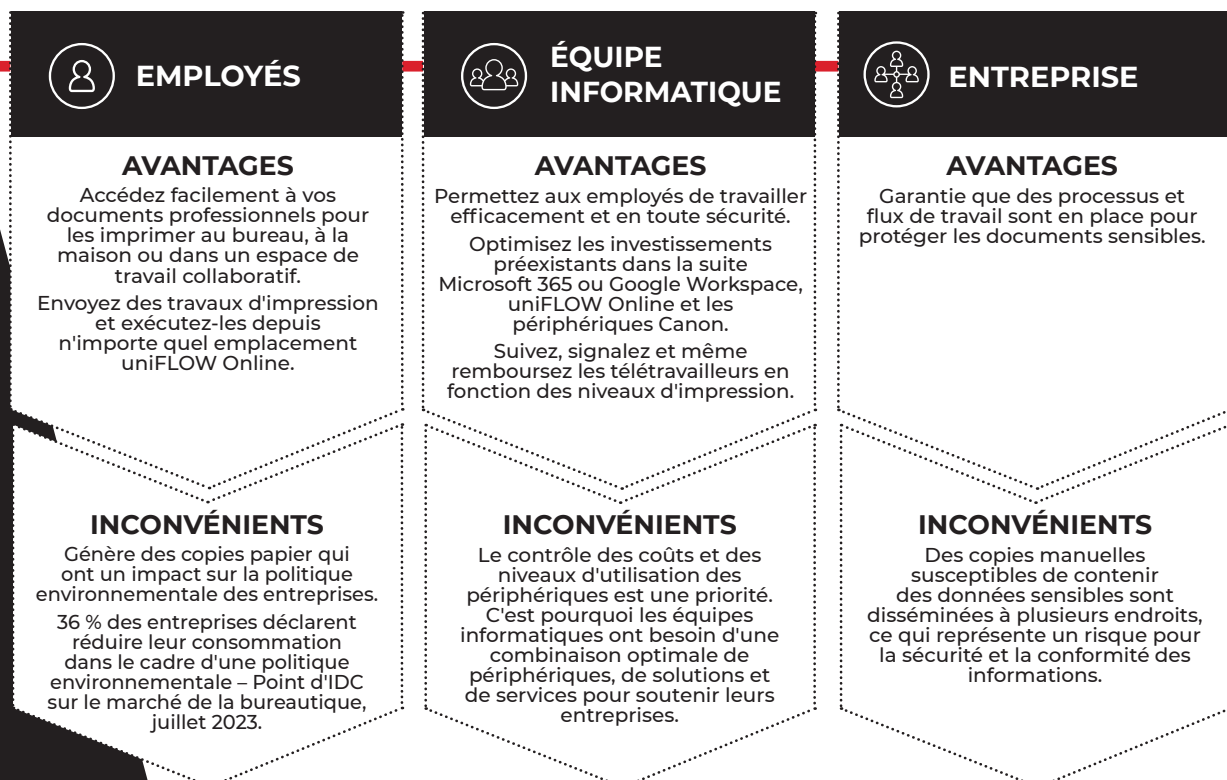 EMPLOYÉS
AVANTAGES
Accédez facilement à vos
documents professionnels pour
les imprimer au bureau, à la
maison ou dans un espace de
travail collaboratif.
Envoyez des travaux d'impression
et exécutez-les depuis
n'importe quel emplacement
uniFLOW Online.
INCONVÉNIENTS
Génère des copies papier qui
ont un impact sur la politique
environnementale des entreprises.
36 % des entreprises déclarent
réduire leur consommation
dans le cadre d'une politique
environnementale – Point d'IDC
sur le marché de la bureautique,
juillet 2023.
ÉQUIPE
INFORMATIQUE
AVANTAGES
Permettez aux employés de travailler
efficacement et en toute sécurité.
Optimisez les investissements
préexistants dans la suite
Microsoft 365 ou Google Workspace,
uniFLOW Online et les
périphériques Canon.
Suivez, signalez et même
remboursez les télétravailleurs en
fonction des niveaux d'impression.
INCONVÉNIENTS
Le contrôle des coûts et des
niveaux d'utilisation des
périphériques est une priorité.
C'est pourquoi les équipes
informatiques ont besoin d'une
combinaison optimale de
périphériques, de solutions et
de services pour soutenir leurs
entreprises.
ENTREPRISE
AVANTAGES
Garantie que des processus et
flux de travail sont en place pour
protéger les documents sensibles.
INCONVÉNIENTS
Des copies manuelles
susceptibles de contenir
des données sensibles sont
disséminées à plusieurs endroits,
ce qui représente un risque pour
la sécurité et la conformité des
informations.